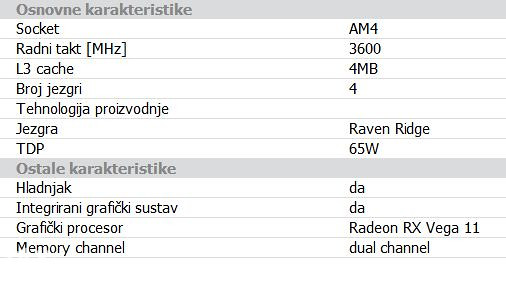 Osnovne karakteristike
Socket AM4
Radni takt [MHz] 3600
L3 cache 4MB
Broj jezgri 4
Tehnologija proizvodnje
Jezgra Raven Ridge
TDP 65W
Ostale karakteristike
Hladnjak da
Integrirani grafički sustav da
Grafički procesor Radeon RX Vega 11
Memory channel dual channel